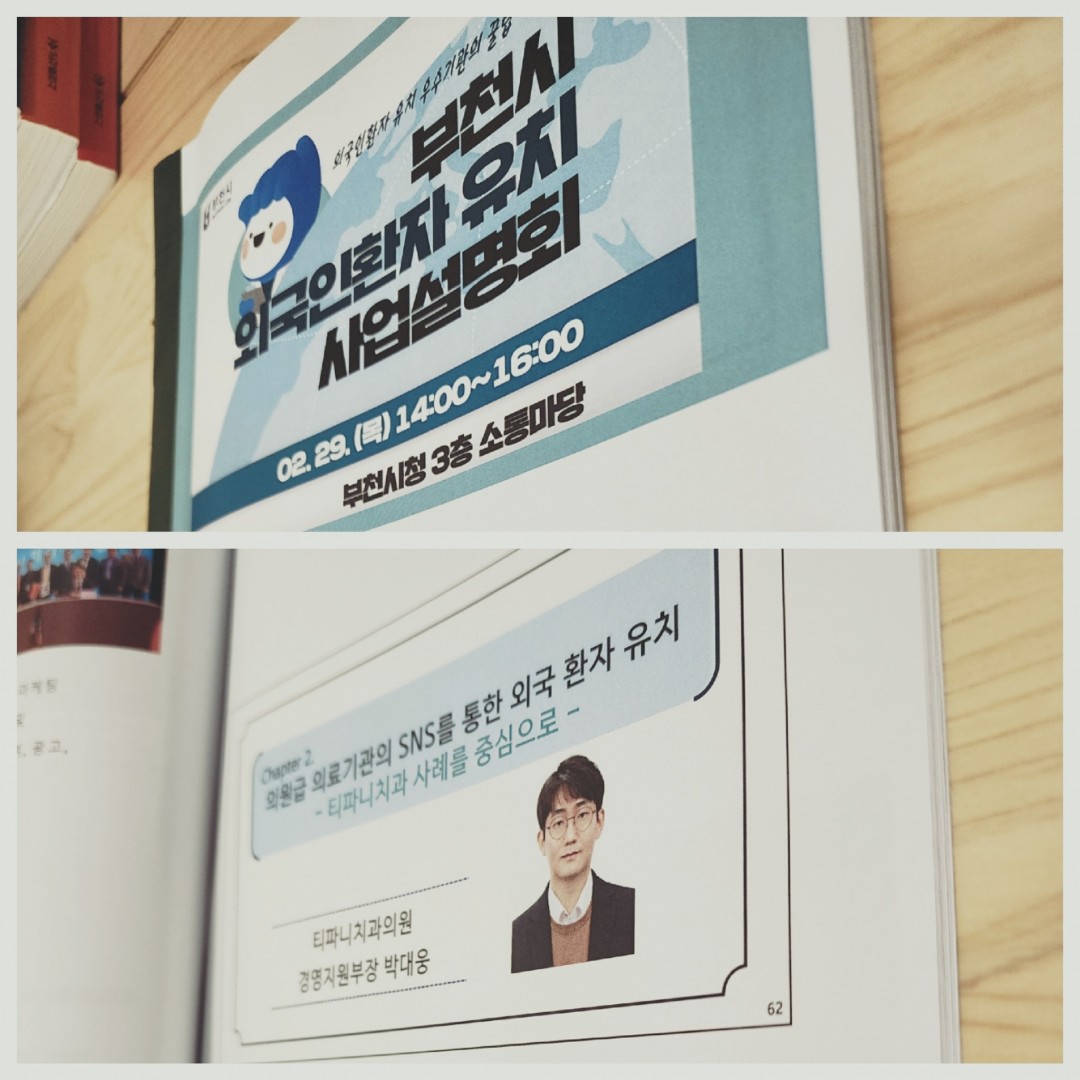 외국인환자 유치 우수기관의 꿀팁
부천시
부천시
외국인환자 유치
사업설명회
02. 29. (목) 14:00~16:00
부천시청 3층 소통마당
마케팅
광고,
Chapter 2.
의원급 의료기관의 SNS를 통한 외국 환자 유치
- 티파니치과 사례를 중심으로 -
티파니치과의원
경영지원부장 박대웅
62